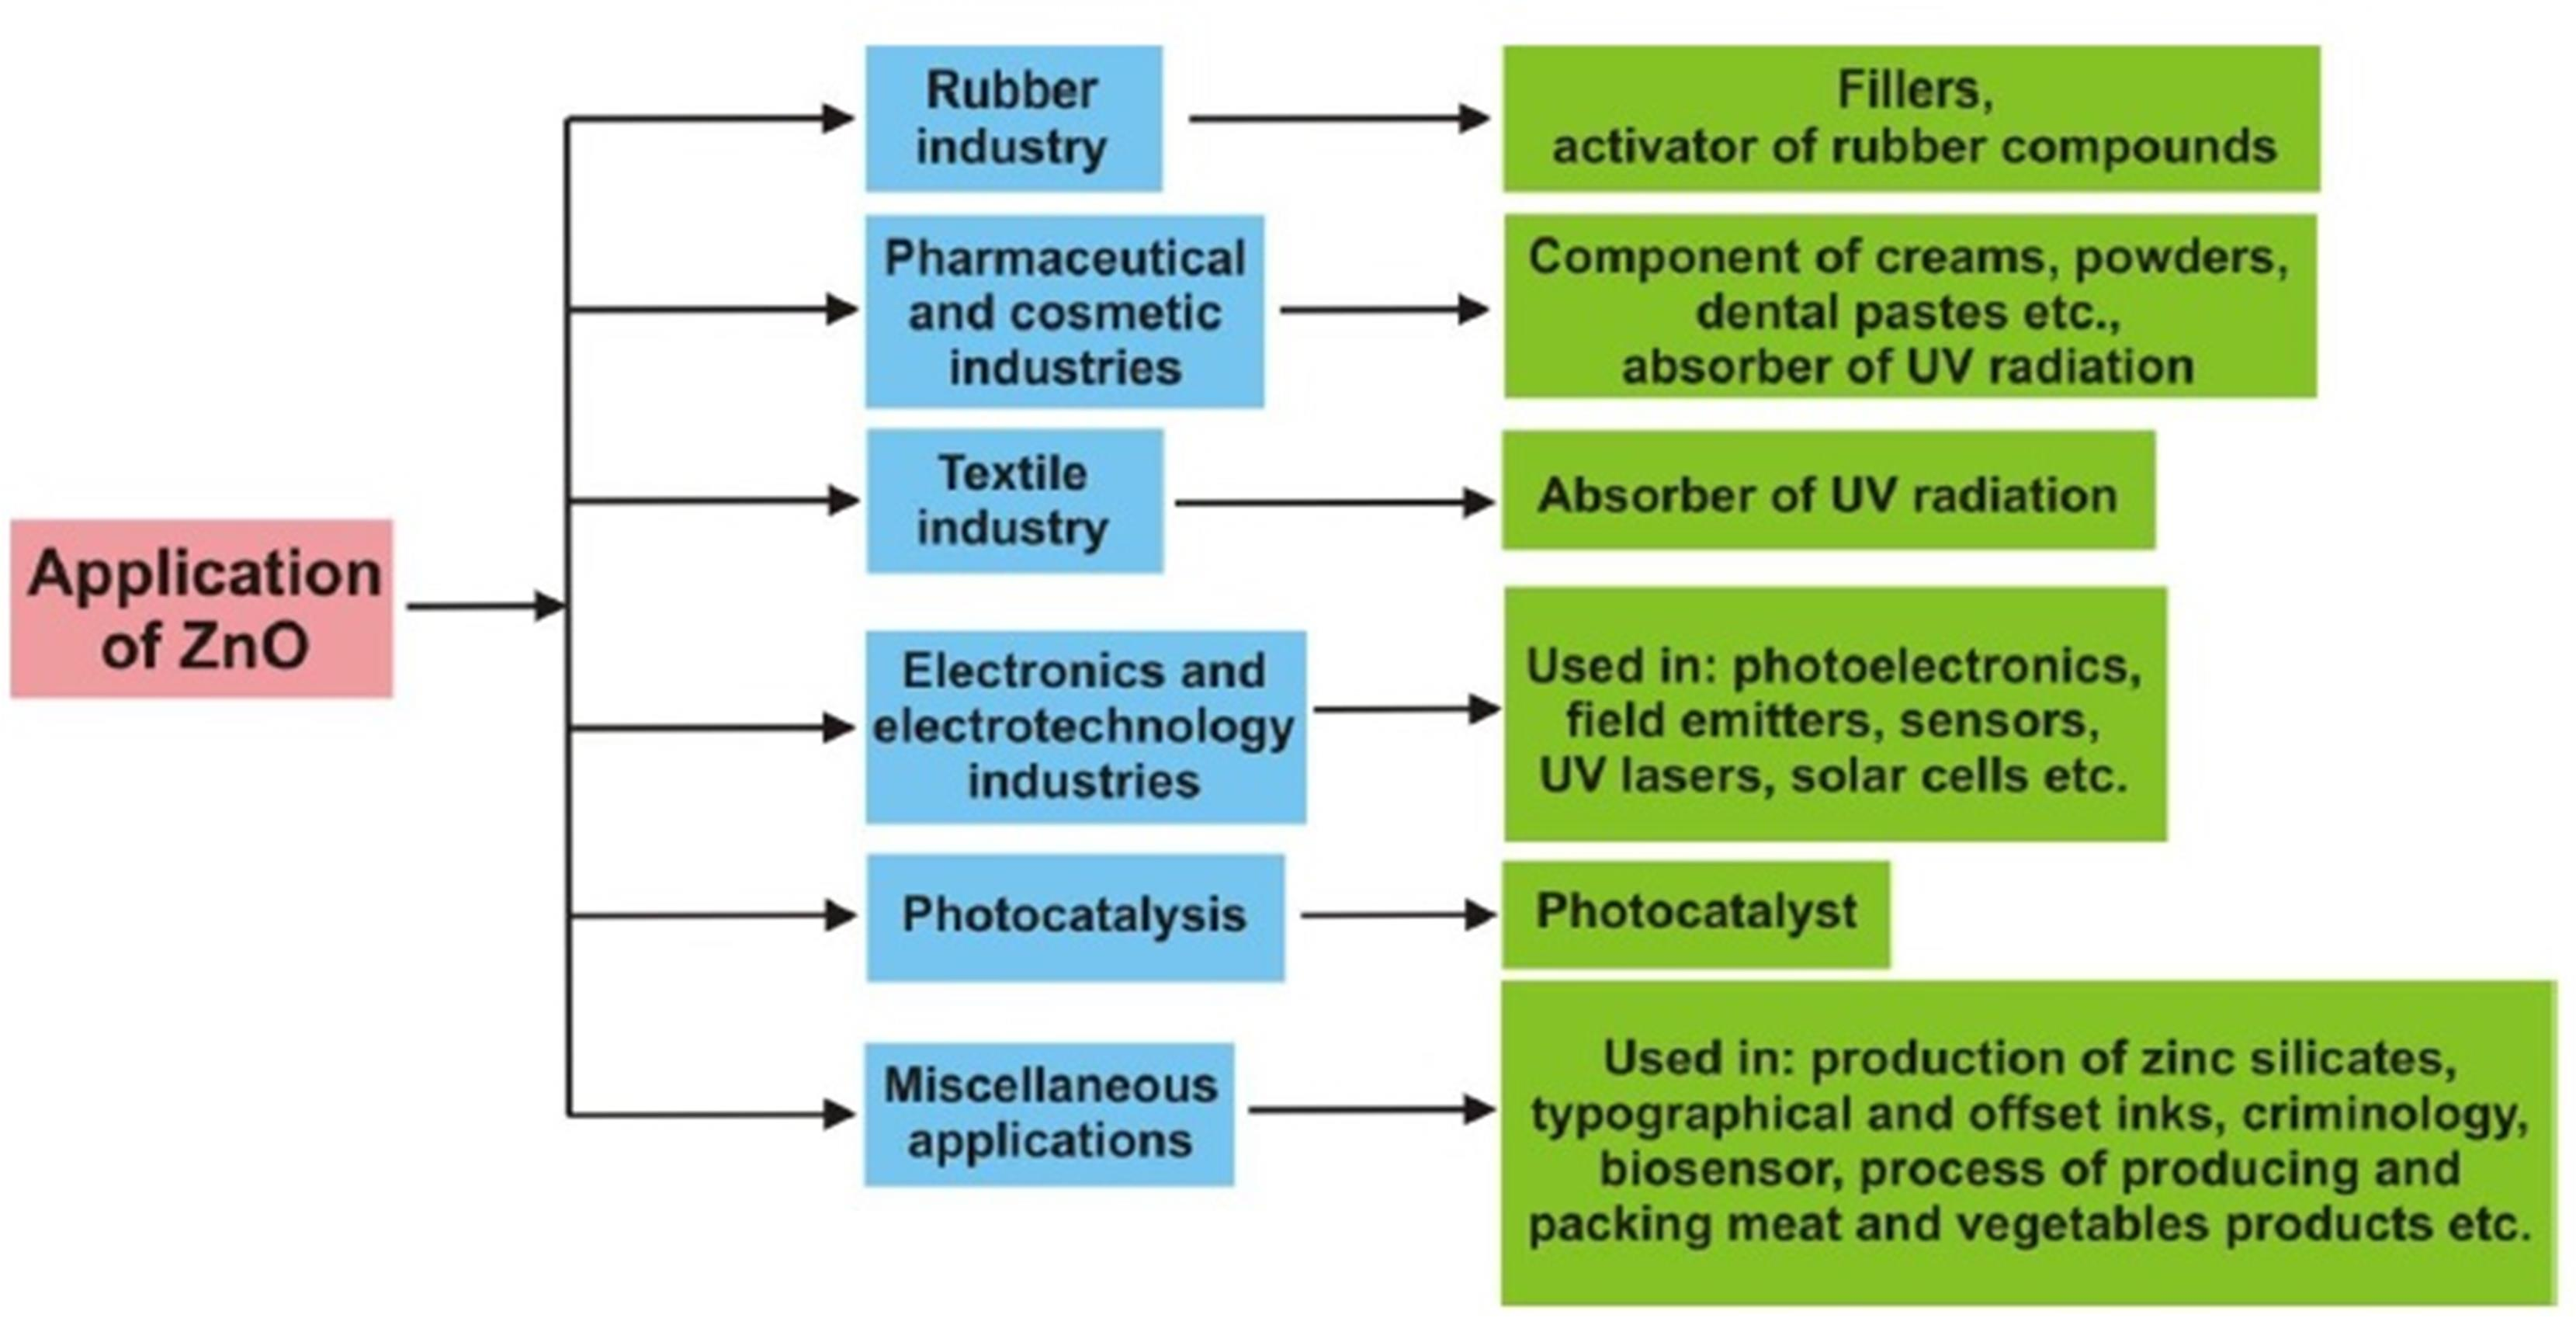 Application
of ZnO
Rubber
industry
Fillers,
activator of rubber compounds
Pharmaceutical
and cosmetic
industries
Component of creams, powders,
dental pastes etc.,
absorber of UV radiation
Textile
industry
Absorber of UV radiation
Electronics and
electrotechnology
industries
Used in: photoelectronics,
field emitters, sensors,
UV lasers, solar cells etc.
Photocatalysis
Photocatalyst
Miscellaneous
applications
Used in: production of zinc silicates,
typographical and offset inks, criminology,
biosensor, process of producing and
packing meat and vegetables products etc.